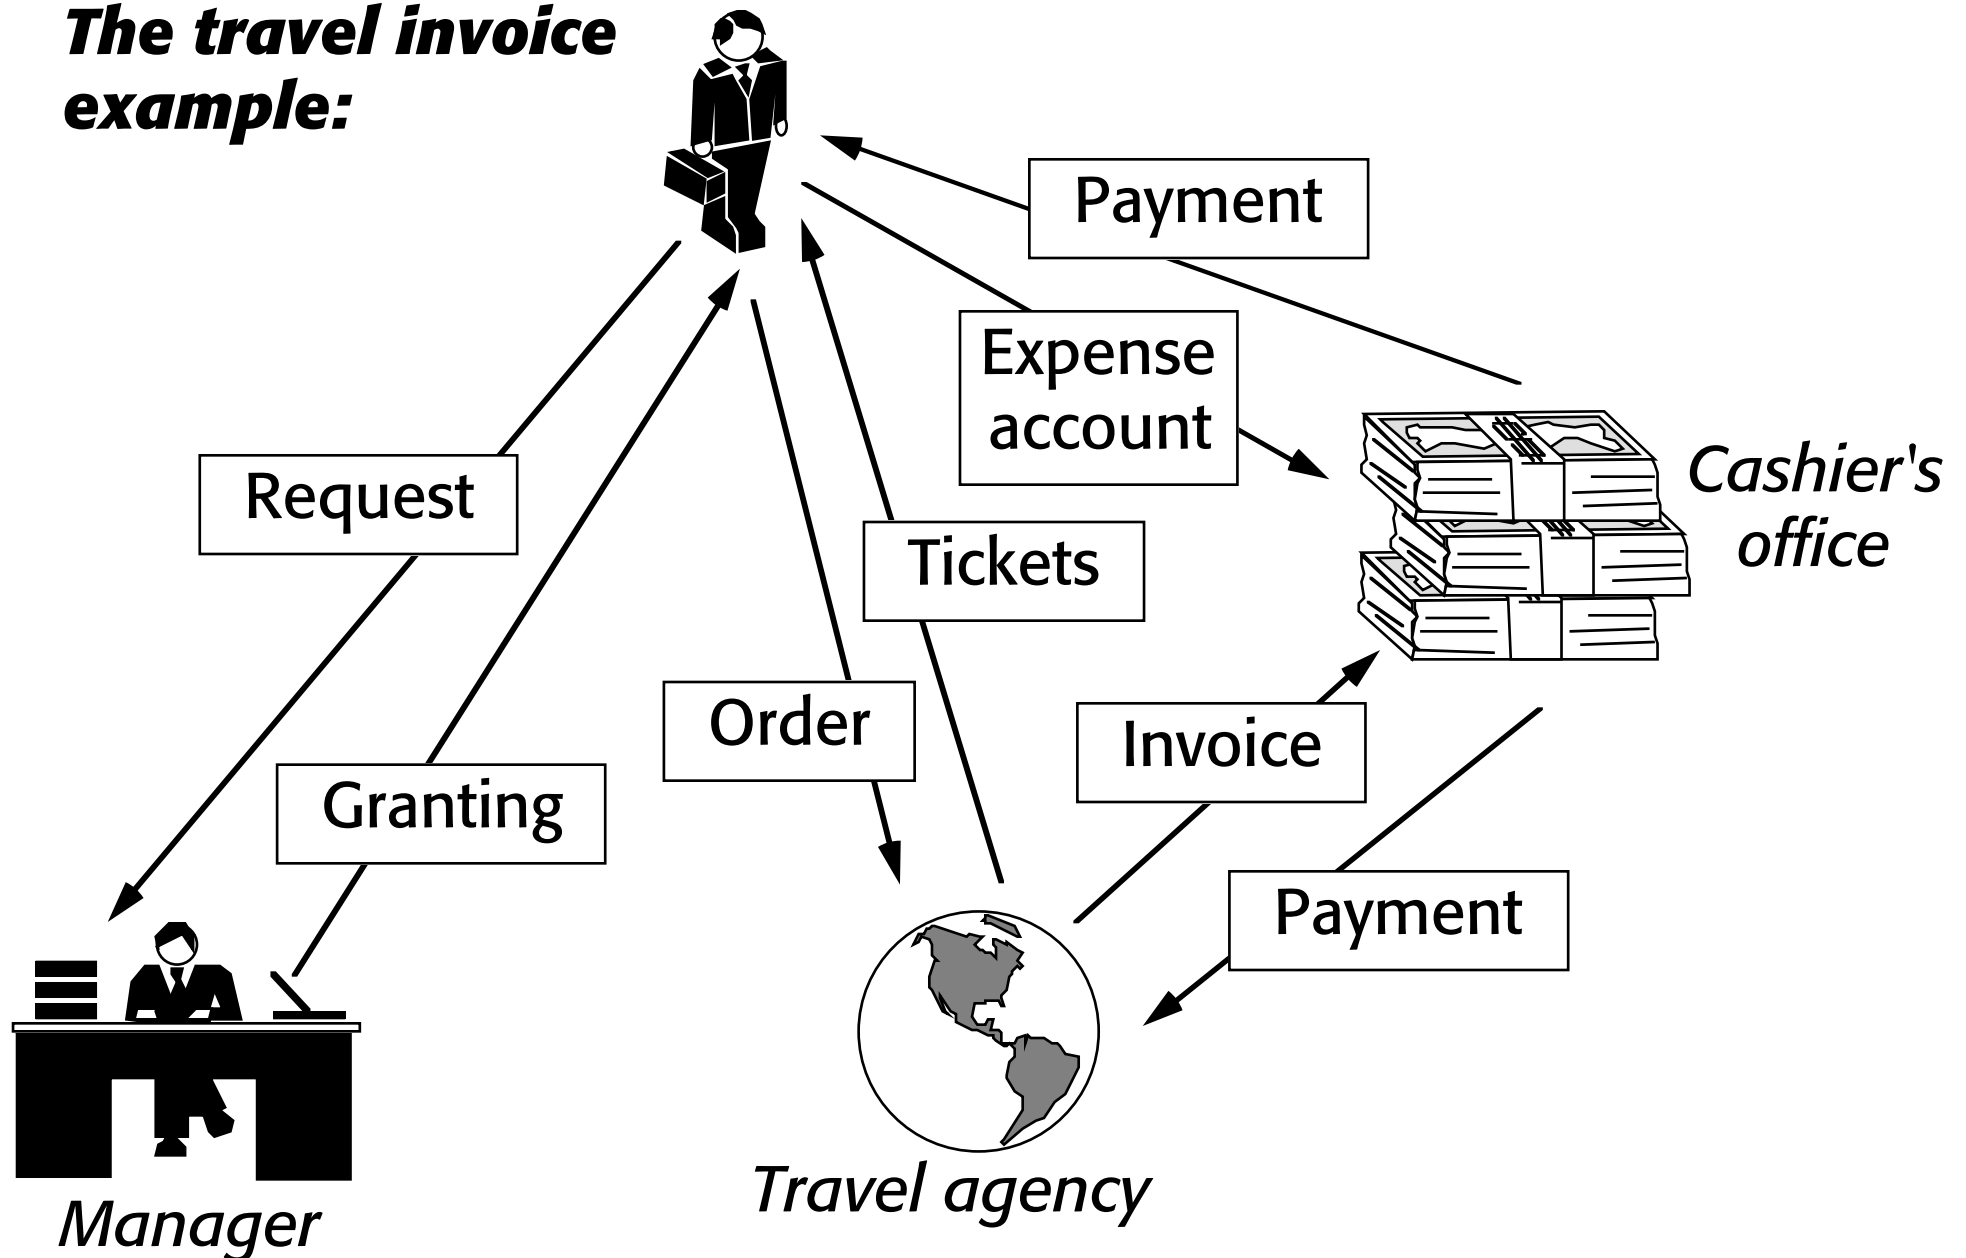 The travel invoice
example:
Payment
Expense
account
Cashier's
office
Request
Tickets
Order
Invoice
Granting
Payment
Travel agency
Manager